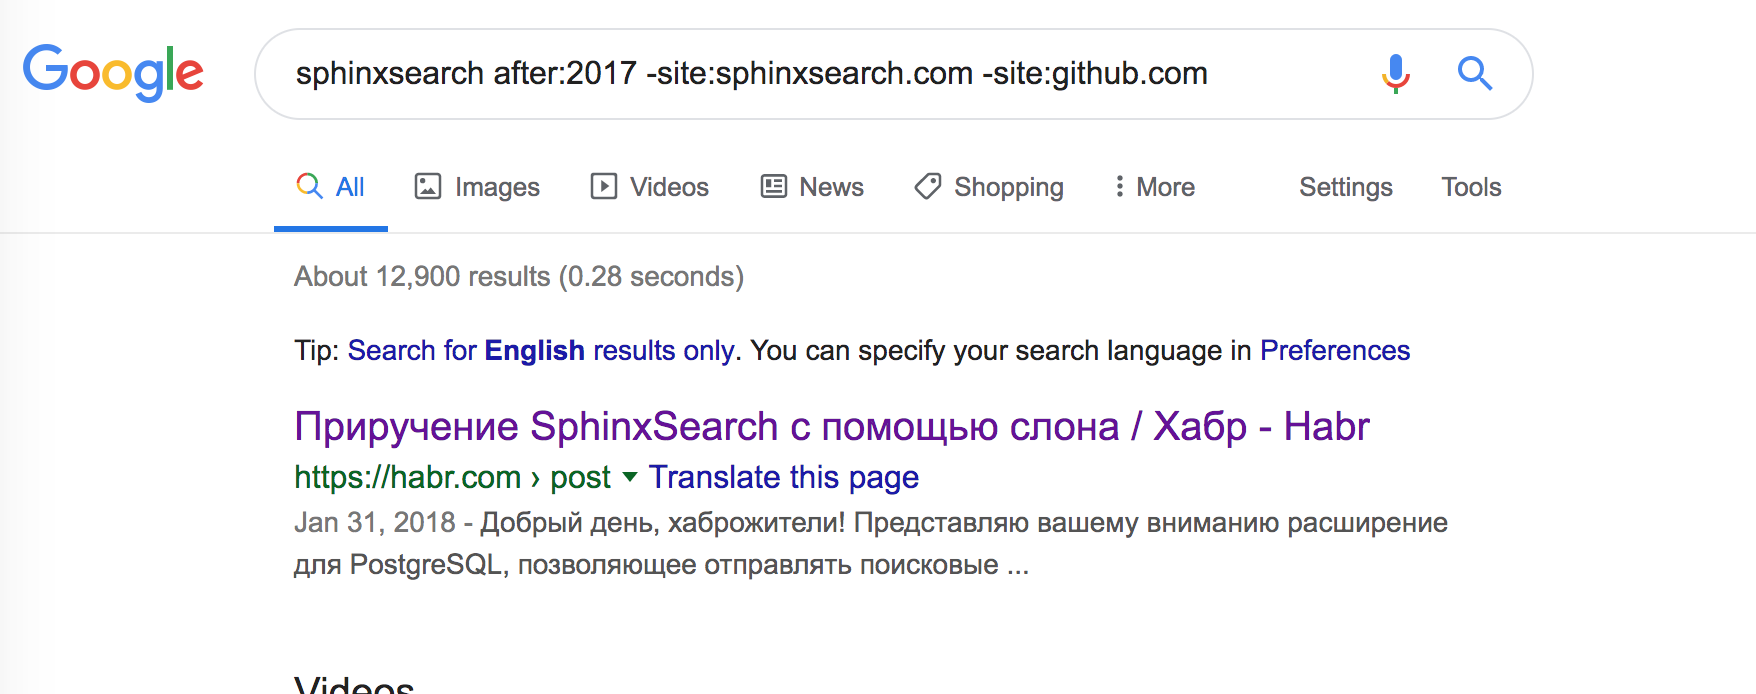 Google
sphinxsearch after:2017 -site:sphinxsearch.com -site:github.com
All Images Videos News Shopping More Settings Tools
About 12,900 results (0.28 seconds)
Tip: Search for English results only. You can specify your search language in Preferences
Приручение SphinxSearch с помощью слона / Хабр - Habr
https://habr.com › post ▼ Translate this page
Jan 31, 2018 - Добрый день, хаброжители! Представляю вашему вниманию расширение
для PostgreSQL, позволяющее отправлять поисковые ...
Videos